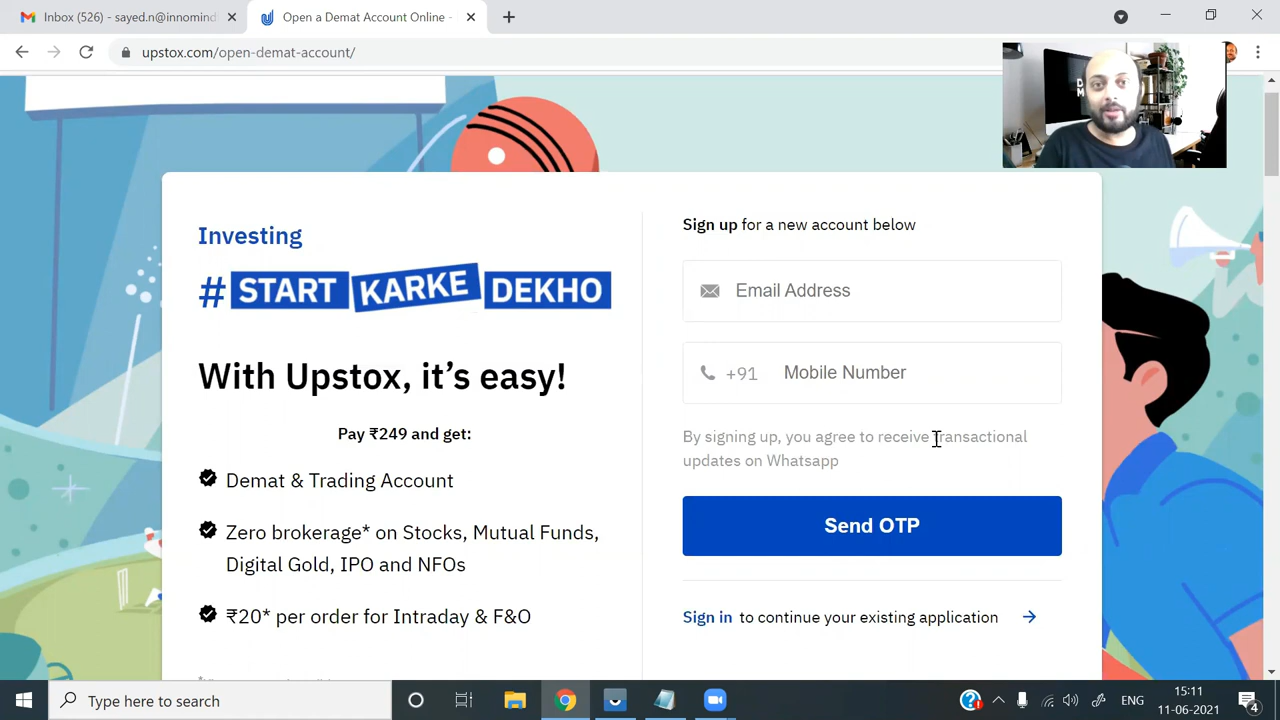 Inbox (526) - sayed.n@innomind
Open a Demat Account Online -
upstox.com/open-demat-account/
Investing
# START KARKE DEKHO
With Upstox, it's easy!
Pay ₹249 and get:
Demat & Trading Account
Zero brokerage* on Stocks, Mutual Funds,
Digital Gold, IPO and NFOs
₹20* per order for Intraday & F&O
Sign up for a new account below
Email Address
+91 Mobile Number
By signing up, you agree to receive transactional
updates on Whatsapp
Send OTP
Sign in to continue your existing application
Type here to search
ENG
15:11
11-06-2021
4